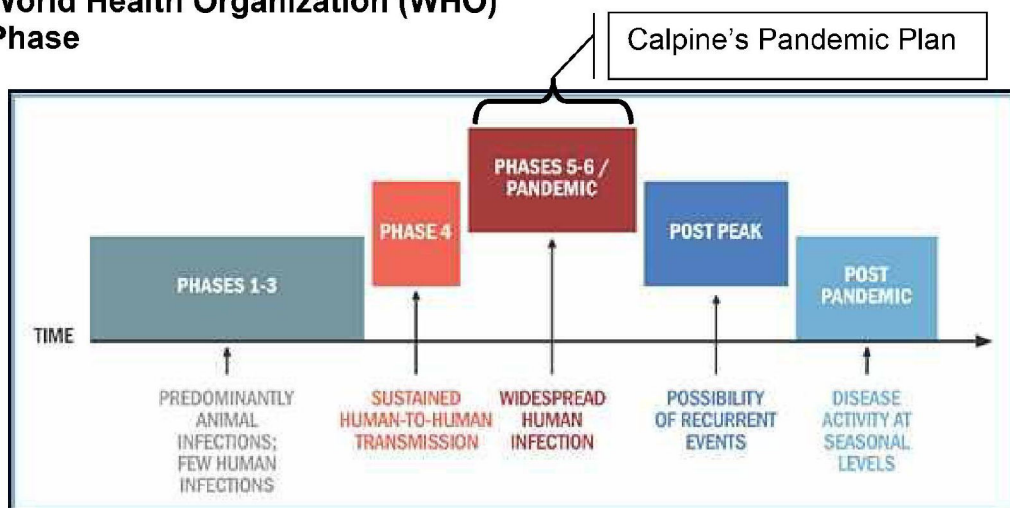 World Health Organization (WHO)
Phase
Calpine's Pandemic Plan
PHASES 5-6 /
PANDEMIC
PHASE 4
POST PEAK
PHASES 1-3
POST
PANDEMIC
TIME
PREDOMINANTLY
ANIMAL
INFECTIONS;
FEW HUMAN
INFECTIONS
SUSTAINED
HUMAN-TO-HUMAN
TRANSMISSION
WIDESPREAD
HUMAN
INFECTION
POSSIBILITY
OF RECURRENT
EVENTS
DISEASE
ACTIVITY AT
SEASONAL
LEVELS